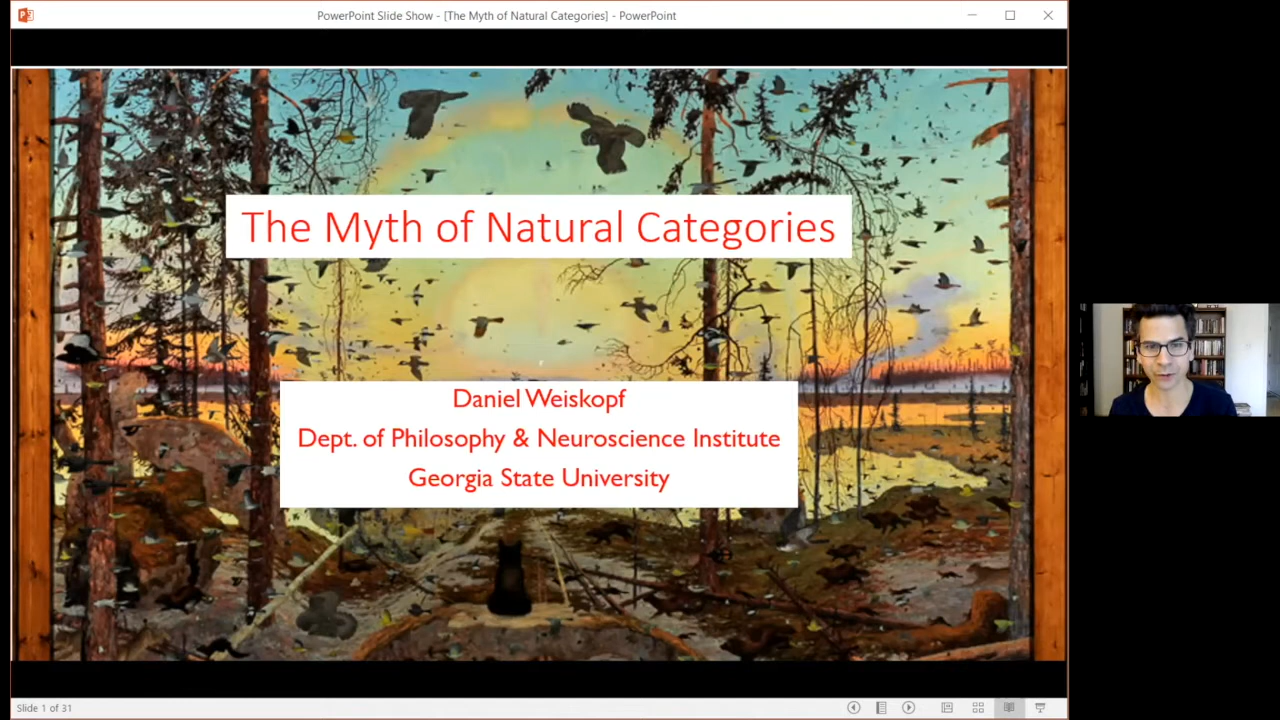 PowerPoint Slide Show - [The Myth of Natural Categories] - PowerPoint
The Myth of Natural Categories
Daniel Weiskopf
Dept. of Philosophy & Neuroscience Institute
Georgia State University
Slide 1 of 31